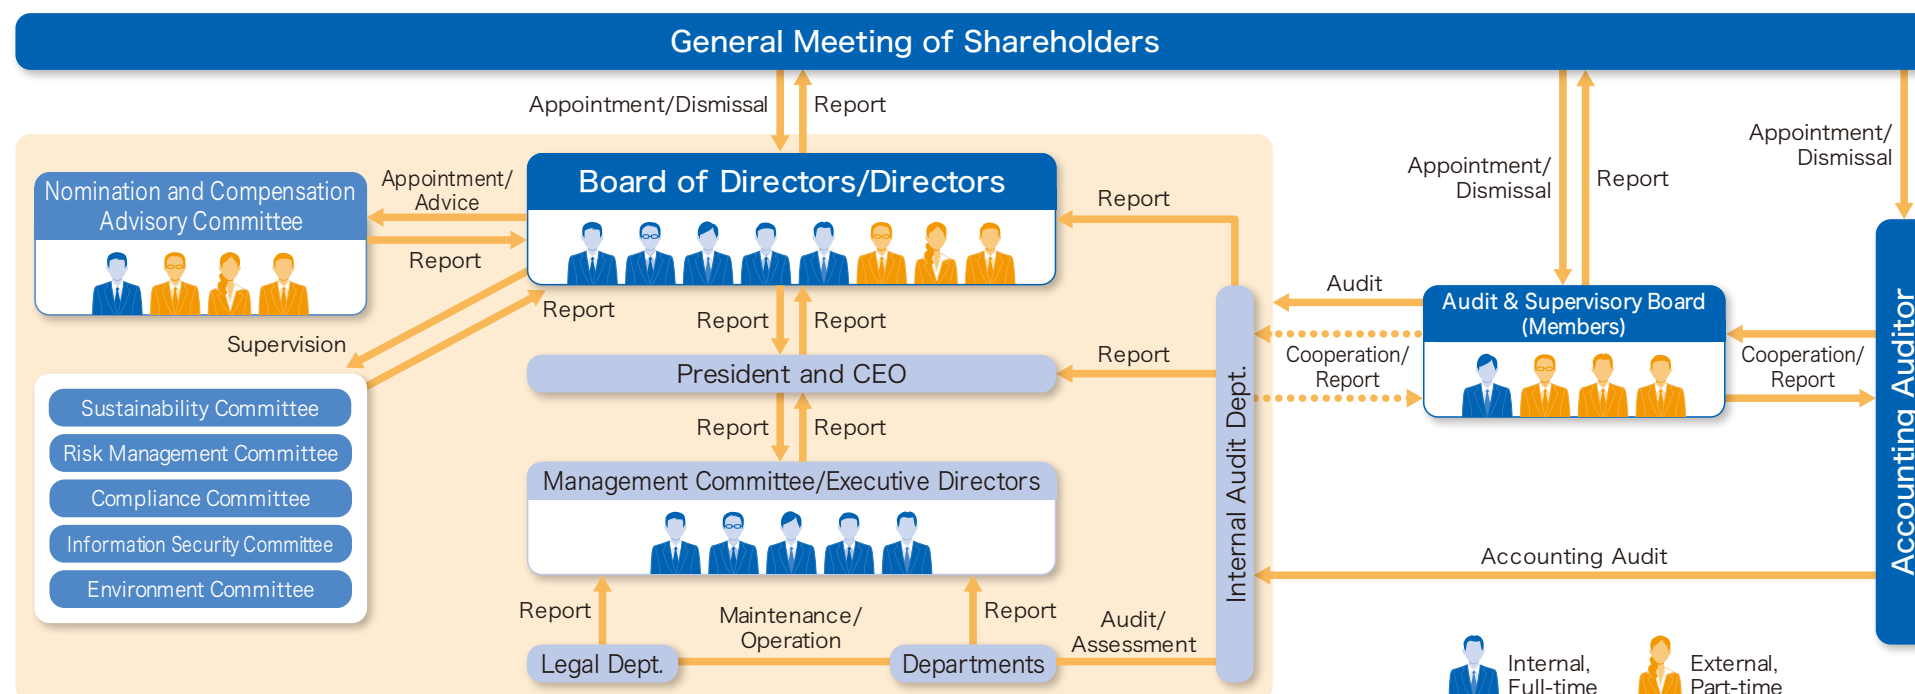 General Meeting of Shareholders
Appointment/Dismissal
Report
Appointment/
Dismissal
Report
Appointment/
Dismissal
Nomination and Compensation
Advisory Committee
Appointment/
Advice
Report
Board of Directors/Directors
Report
Supervision
Report
Report
Report
President and CEO
Report
Report
Report
Management Committee/Executive Directors
Sustainability Committee
Risk Management Committee
Compliance Committee
Information Security Committee
Environment Committee
Report
Maintenance/
Operation
Report
Audit/
Assessment
Legal Dept.
Departments
Internal Audit Dept.
Audit
Cooperation/
Report
Audit & Supervisory Board
(Members)
Cooperation/
Report
Accounting Auditor
Accounting Audit
Internal,
Full-time
External,
Part-time